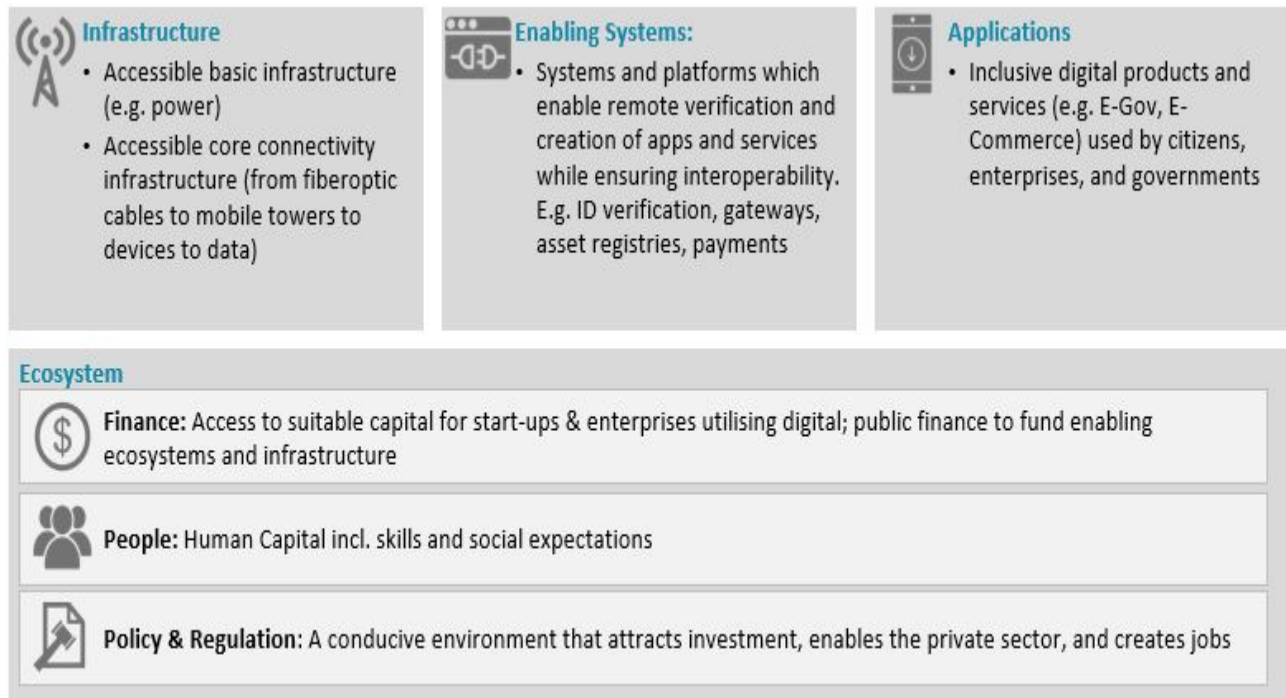 Infrastructure
• Accessible basic infrastructure
(e.g. power)
• Accessible core connectivity
infrastructure (from fiberoptic
cables to mobile towers to
devices to data)
Enabling Systems:
• Systems and platforms which
enable remote verification and
creation of apps and services
while ensuring interoperability.
E.g. ID verification, gateways,
asset registries, payments
Applications
• Inclusive digital products and
services (e.g. E-Gov, E-
Commerce) used by citizens,
enterprises, and governments
Ecosystem
$
Finance: Access to suitable capital for start-ups & enterprises utilising digital; public finance to fund enabling
ecosystems and infrastructure
People: Human Capital incl. skills and social expectations
Policy & Regulation: A conducive environment that attracts investment, enables the private sector, and creates jobs